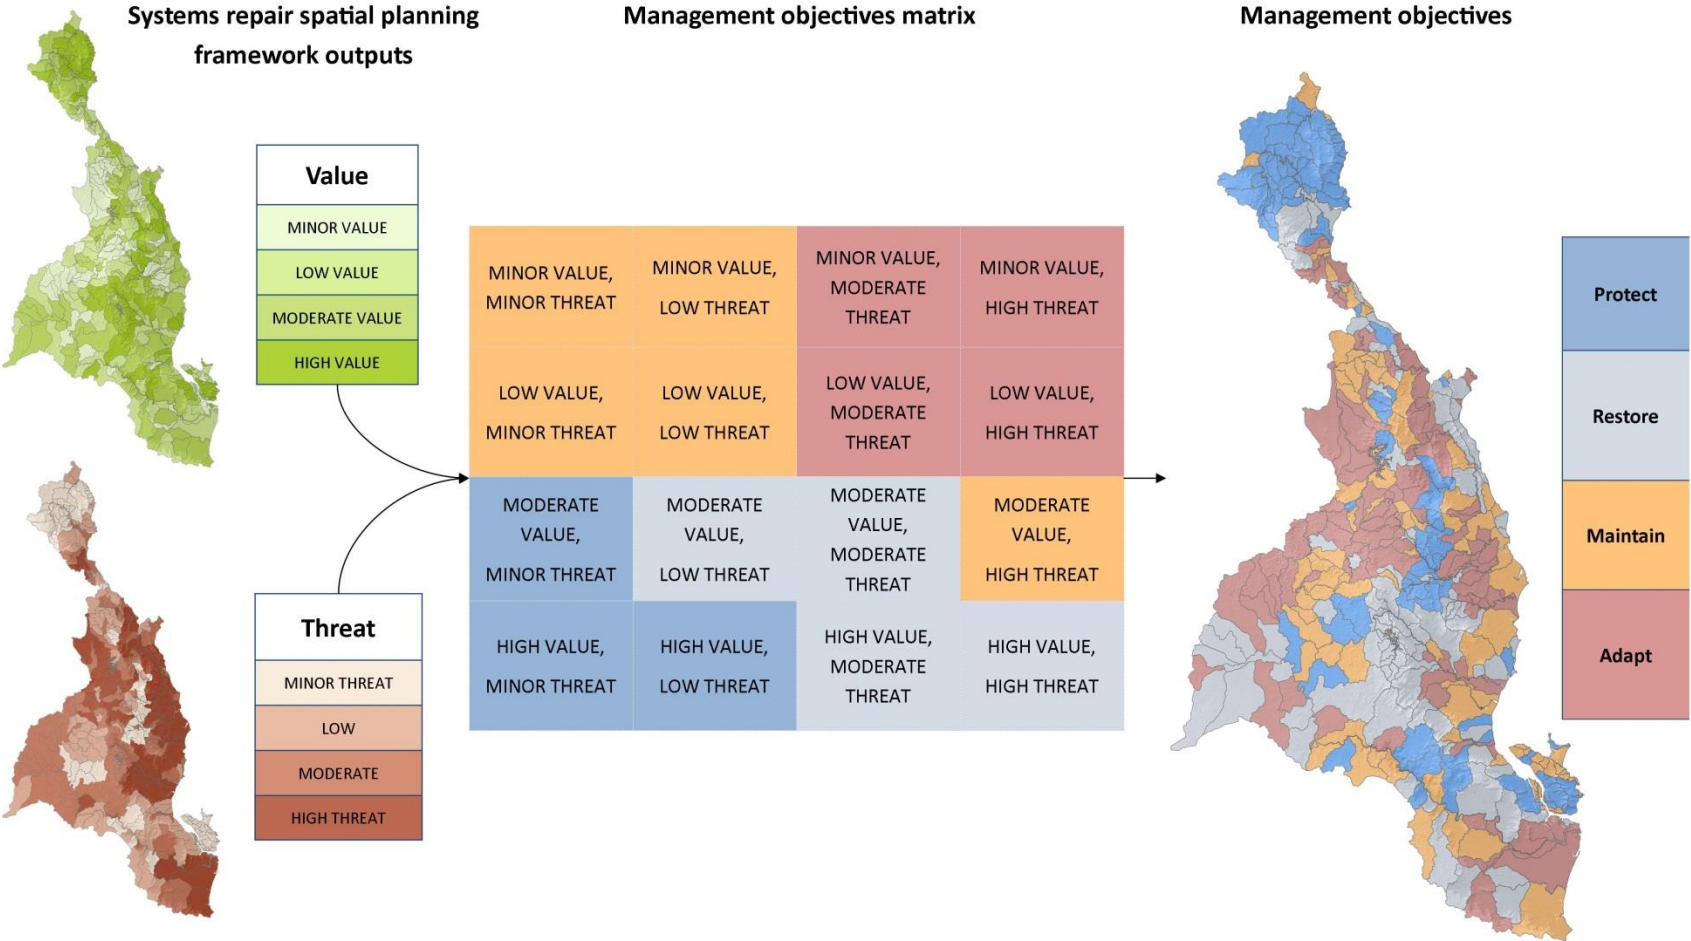 Systems repair spatial planning
framework outputs
Management objectives matrix
Management objectives
Value
MINOR VALUE
LOW VALUE
MODERATE VALUE
HIGH VALUE
Threat
MINOR THREAT
LOW
MODERATE
HIGH THREAT
MINOR VALUE,
MINOR THREAT
MINOR VALUE,
LOW THREAT
MINOR VALUE,
MODERATE
THREAT
MINOR VALUE,
HIGH THREAT
LOW VALUE,
MINOR THREAT
LOW VALUE,
LOW THREAT
LOW VALUE,
MODERATE
THREAT
LOW VALUE,
HIGH THREAT
MODERATE
VALUE,
MINOR THREAT
MODERATE
VALUE,
LOW THREAT
MODERATE
VALUE,
MODERATE
THREAT
MODERATE
VALUE,
HIGH THREAT
HIGH VALUE,
MINOR THREAT
HIGH VALUE,
LOW THREAT
HIGH VALUE,
MODERATE
THREAT
HIGH VALUE,
HIGH THREAT
Protect
Restore
Maintain
Adapt